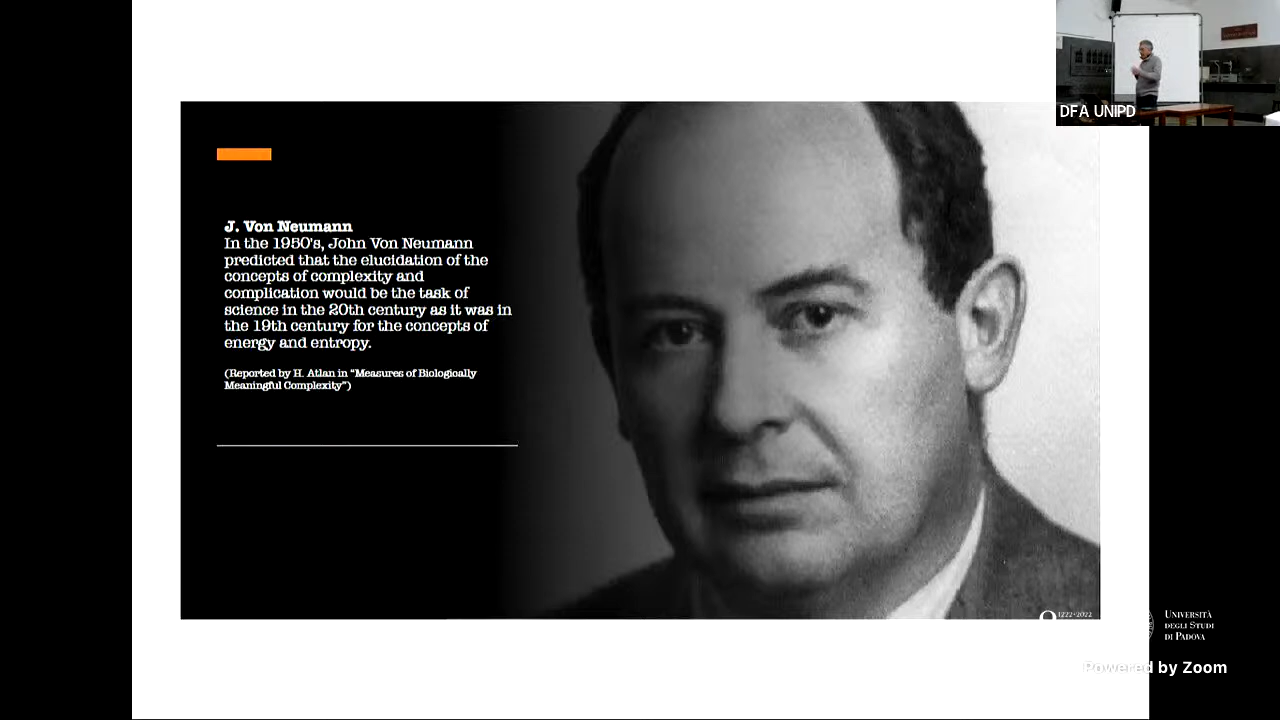 DFA UNIPD
J. Von Neumann
In the 1950's, John Von Neumann
predicted that the elucidation of the
concepts of complexity and
complication would be the task of
science in the 20th century as it was in
the 19th century for the concepts of
energy and entropy.
(Reported by H. Atlan in "Measures of Biologically
Meaningful Complexity")
1222·2022
UNIVERSITÀ
DEGLI STUDI
DI PADOVA
Powered by Zoom